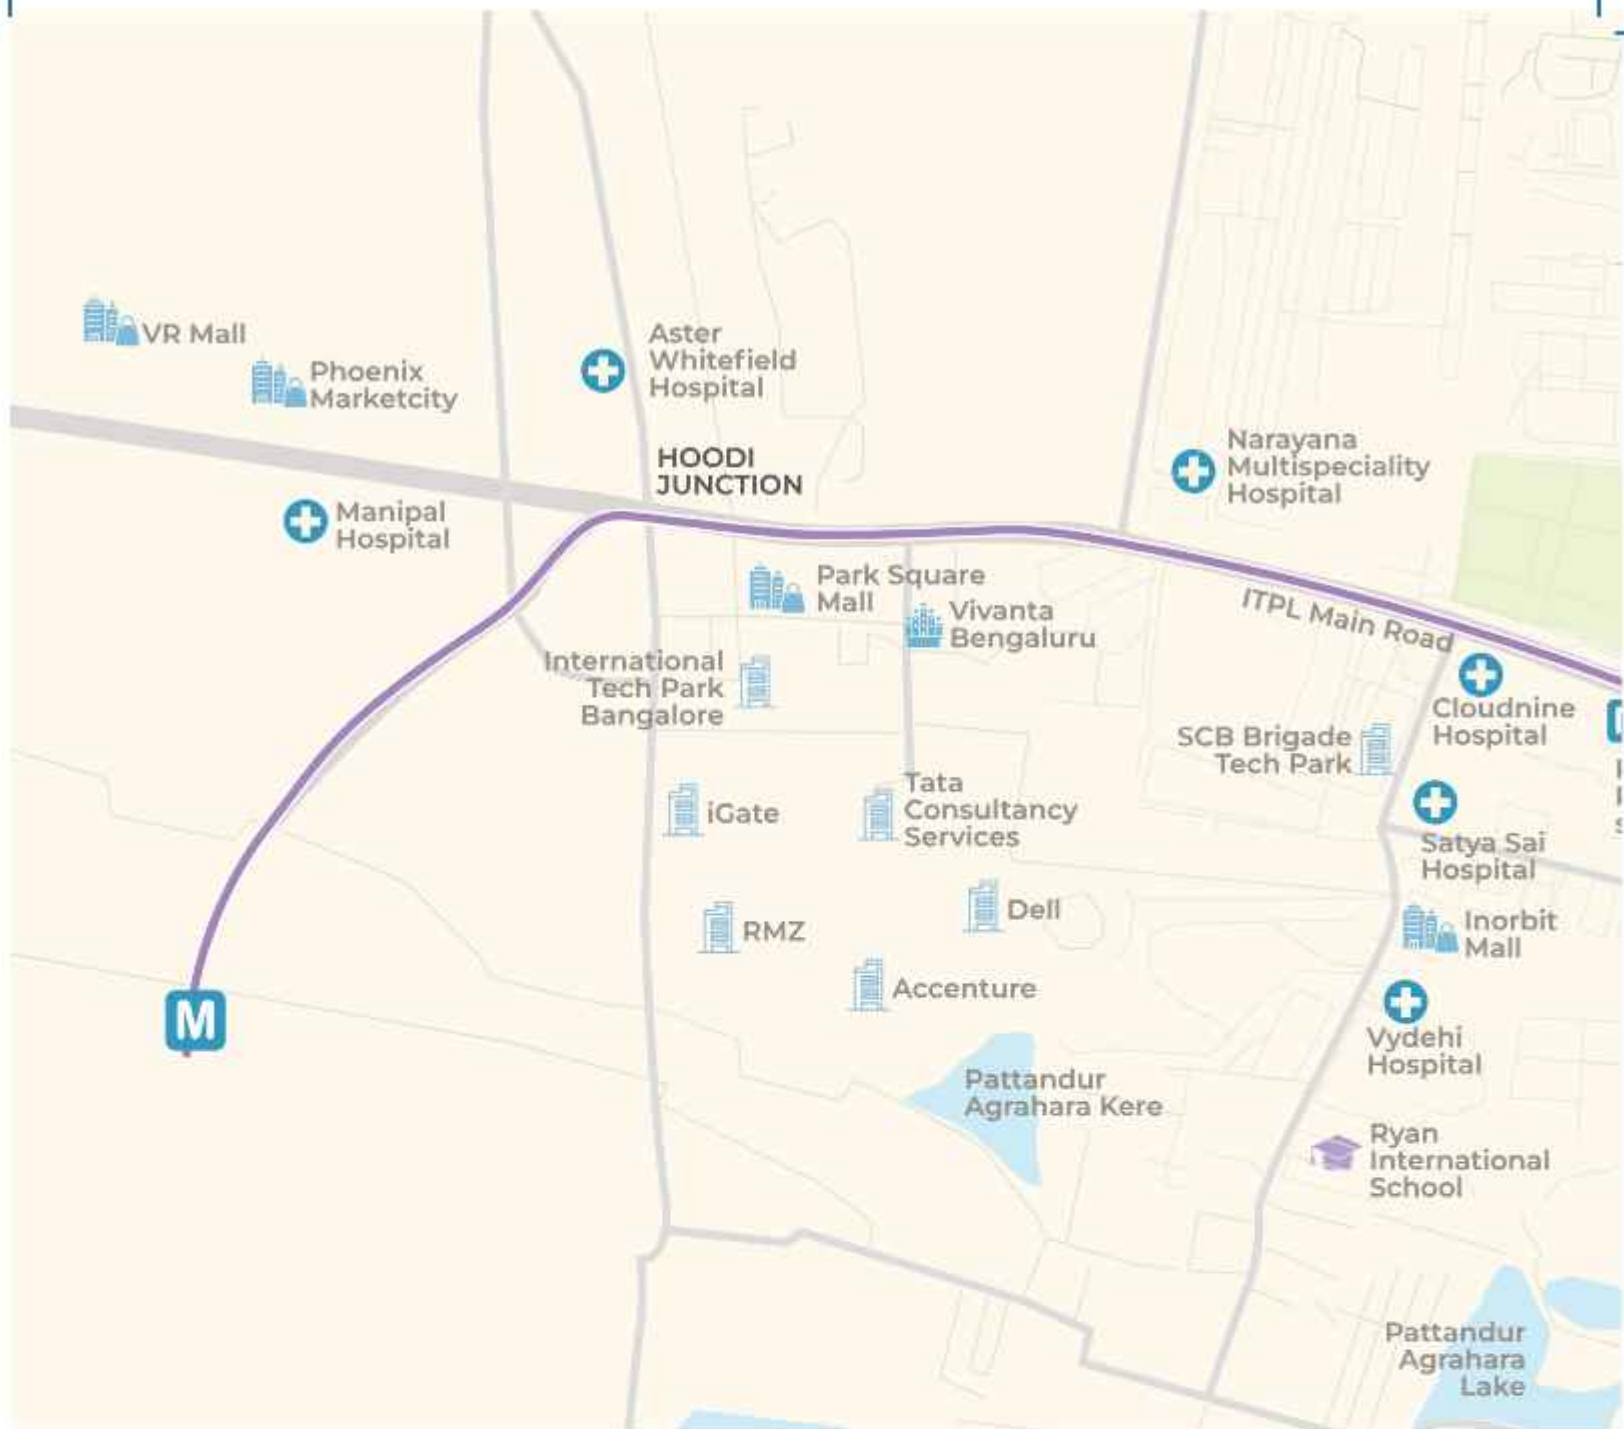 VR Mall
Phoenix
Marketcity
Aster
Whitefield
Hospital
HOODI
JUNCTION
Manipal
Hospital
Narayana
Multispeciality
Hospital
Park Square
Mall
Vivanta
Bengaluru
ITPL Main Road
International
Tech Park
Bangalore
Cloudnine
Hospital
SCB Brigade
Tech Park
iGate
Tata
Consultancy
Services
Satya Sai
Hospital
RMZ
Dell
Inorbit
Mall
Accenture
M
Vydehi
Hospital
Pattandur
Agrahara Kere
Ryan
International
School
Pattandur
Agrahara
Lake